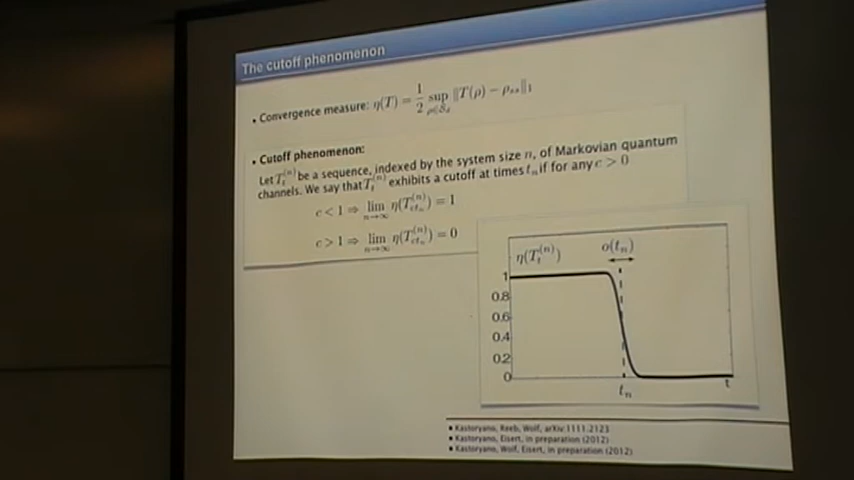 The cutoff phenomenon
• Convergence measure: η(T) = 1/2 sup_{ρ∈S_d} ‖T(ρ) − ρ_{ss}‖_1
• Cutoff phenomenon:
Let T_t^{(n)} be a sequence, indexed by the system size n, of Markovian quantum
channels. We say that T_t^{(n)} exhibits a cutoff at times t_n if for any c > 0
c < 1 ⇒ lim_{n→∞} η(T_{ct_n}^{(n)}) = 1
c > 1 ⇒ lim_{n→∞} η(T_{ct_n}^{(n)}) = 0
η(T_t^{(n)})
o(t_n)
1
0.8
0.6
0.4
0.2
0
t_n
t
• Kastoryano, Reeb, Wolf, arXiv:1111.2123
• Kastoryano, Eisert, in preparation (2012)
• Kastoryano, Wolf, Eisert, in preparation (2012)